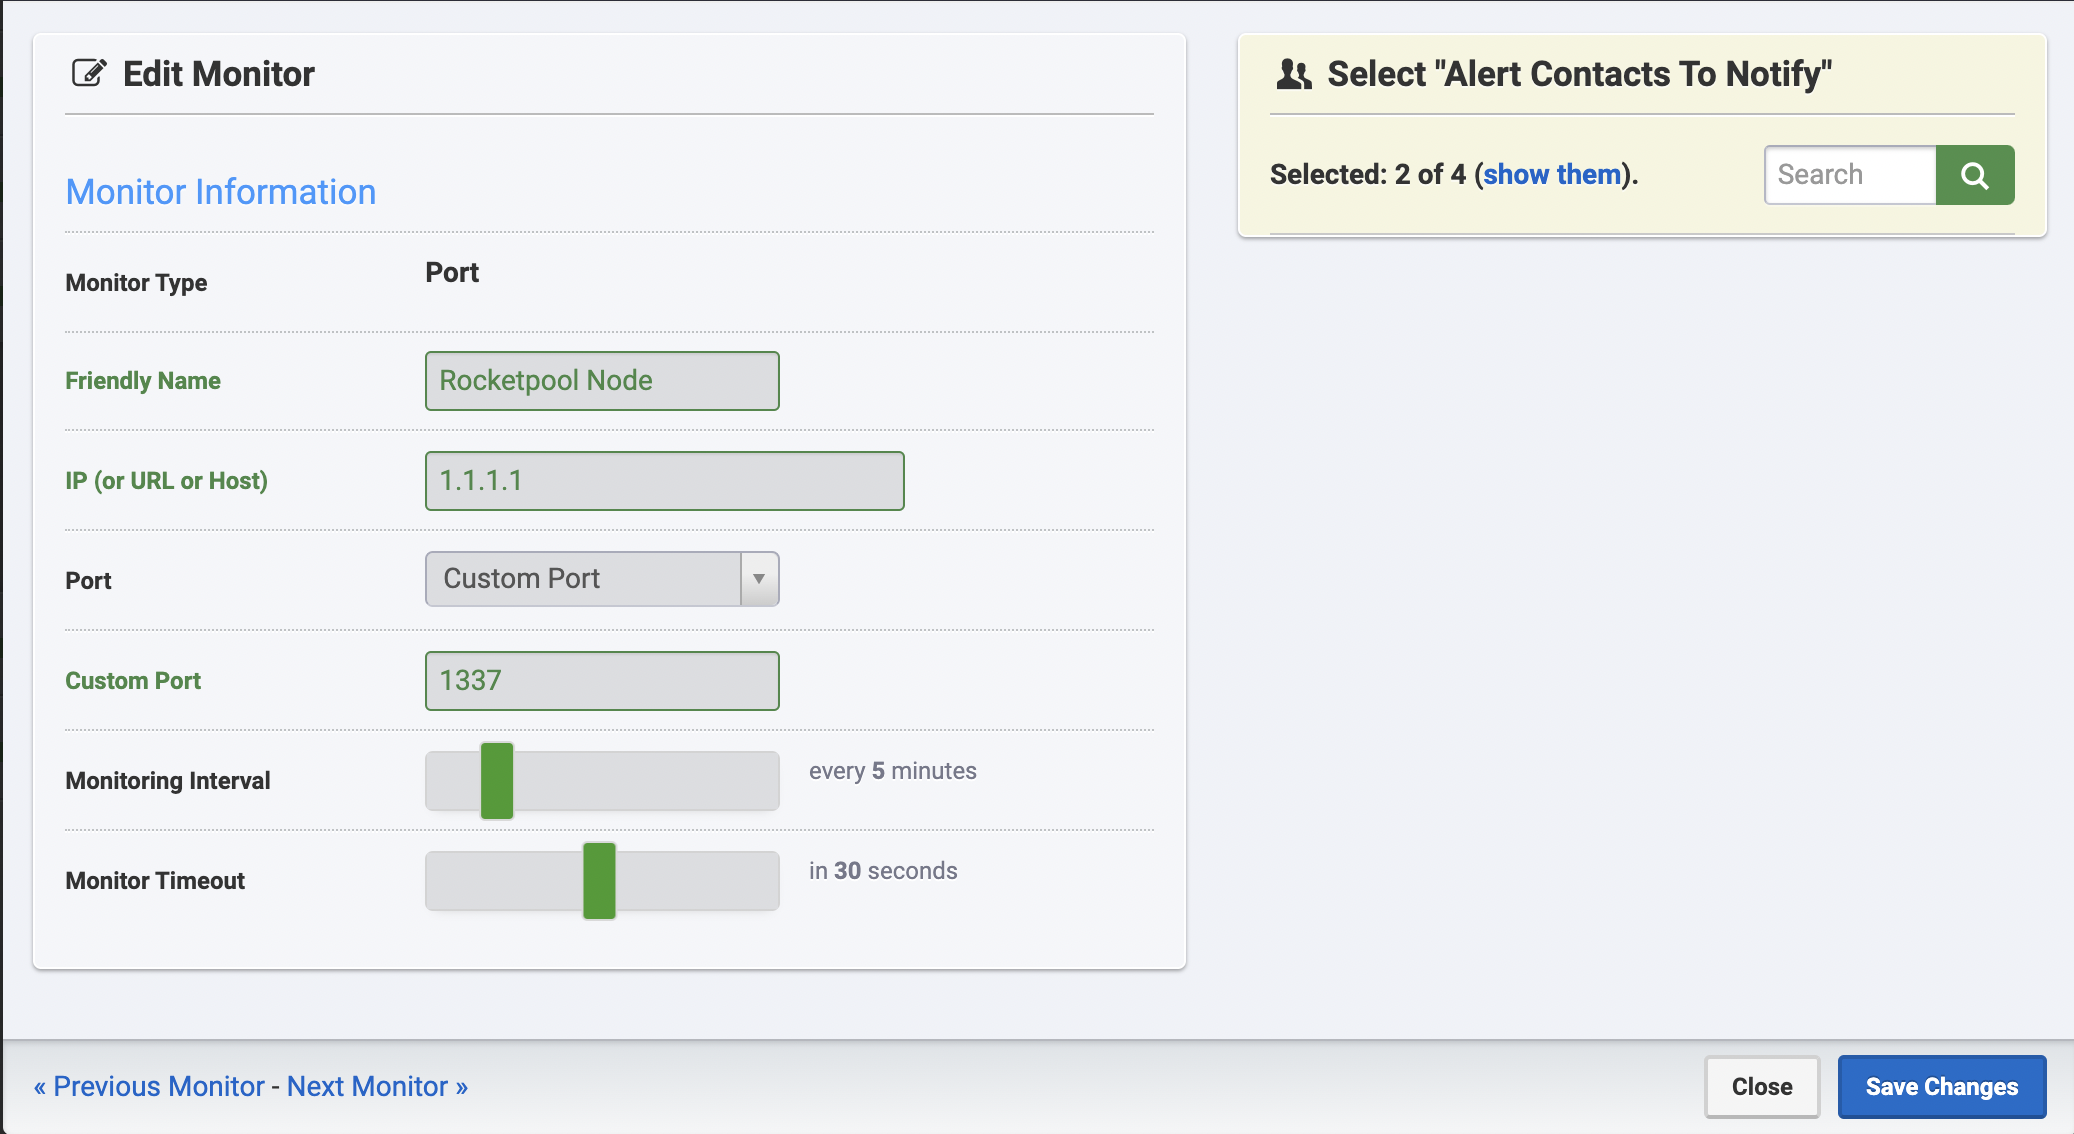 Edit Monitor
Monitor Information
Monitor Type
Port
Friendly Name
Rocketpool Node
IP (or URL or Host)
1.1.1.1
Port
Custom Port
Custom Port
1337
Monitoring Interval
every 5 minutes
Monitor Timeout
in 30 seconds
Select "Alert Contacts To Notify"
Selected: 2 of 4 (show them).
Search
« Previous Monitor - Next Monitor »
Close
Save Changes